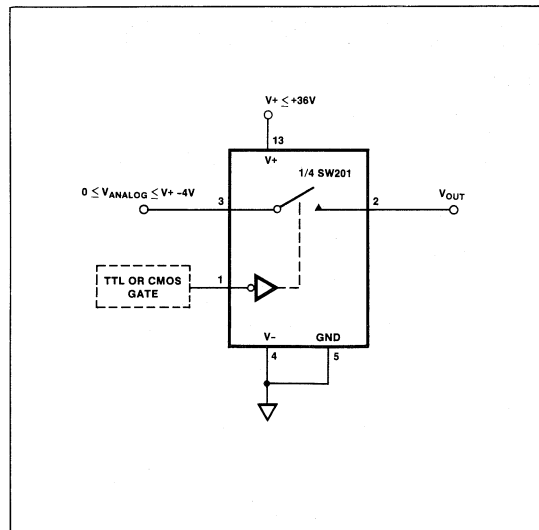 V+ ≤ +36V
13
V+
1/4 SW201
0 ≤ VANALOG ≤ V+ -4V
3
2
VOUT
TTL OR CMOS
GATE
1
V-
GND
4
5